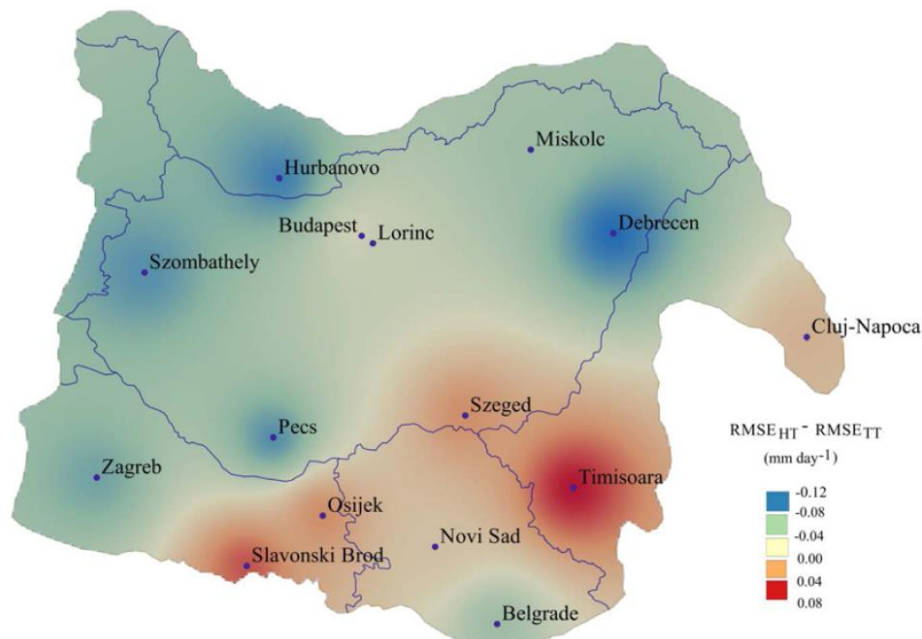 Miskolc
Hurbanovo
Budapest
Lorinc
Debrecen
Szombathely
Cluj-Napoca
Szeged
Pecs
RMSE_HT - RMSE_TT
(mm day⁻¹)
Zagreb
Timisoara
-0.12
Osijek
-0.08
Novi Sad
-0.04
Slavonski Brod
0.00
0.04
0.08
Belgrade